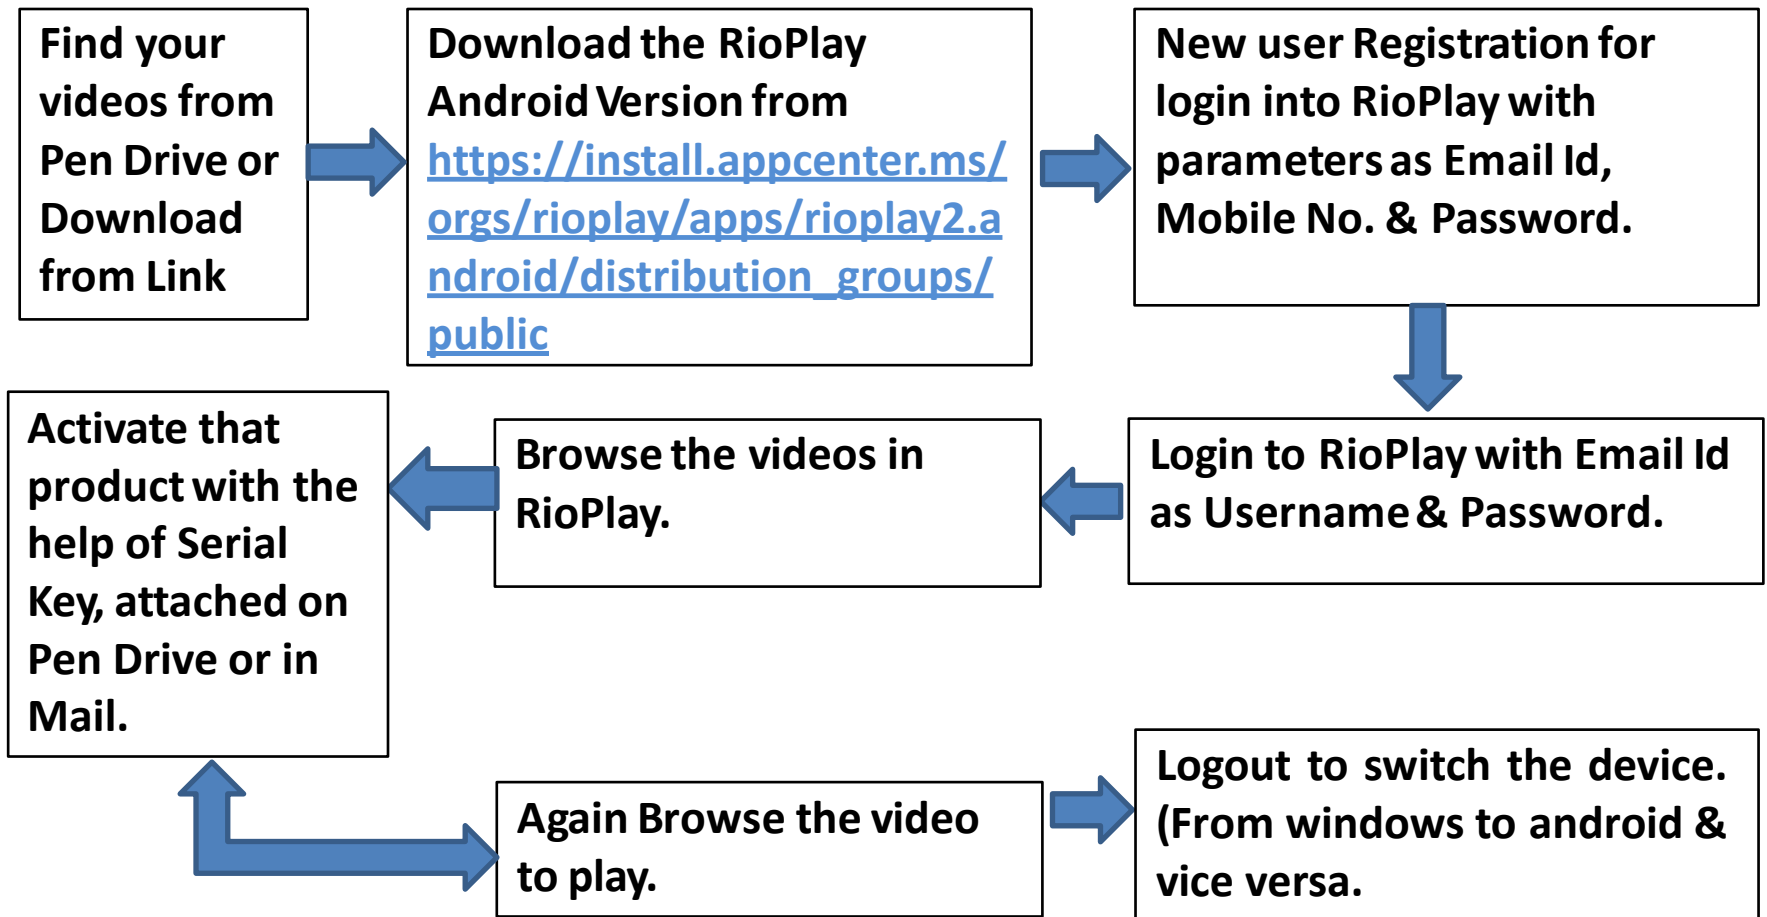 Find your
videos from
Pen Drive or
Download
from Link
Download the RioPlay
Android Version from
https://install.appcenter.ms/
orgs/rioplay/apps/rioplay2.a
ndroid/distribution_groups/
public
New user Registration for
login into RioPlay with
parameters as Email Id,
Mobile No. & Password.
Login to RioPlay with Email Id
as Username & Password.
Browse the videos in
RioPlay.
Activate that
product with the
help of Serial
Key, attached on
Pen Drive or in
Mail.
Again Browse the video
to play.
Logout to switch the device.
(From windows to android &
vice versa.